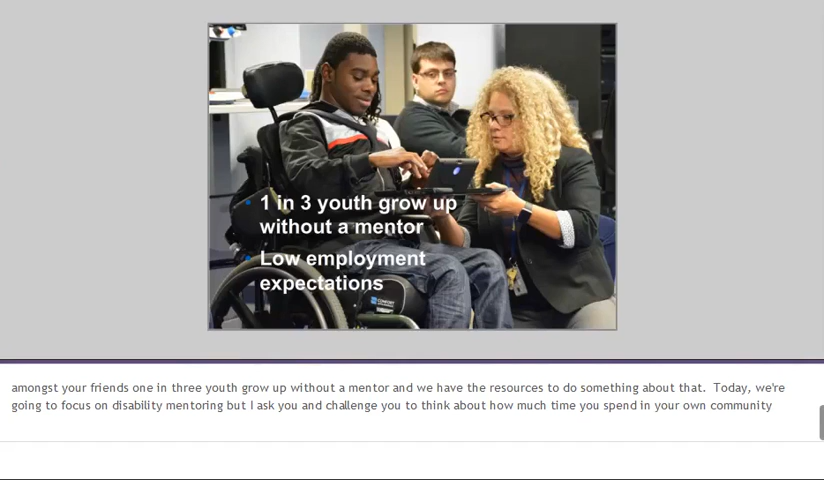 1 in 3 youth grow up
without a mentor
Low employment
expectations
amongst your friends one in three youth grow up without a mentor and we have the resources to do something about that.  Today, we're
going to focus on disability mentoring but I ask you and challenge you to think about how much time you spend in your own community